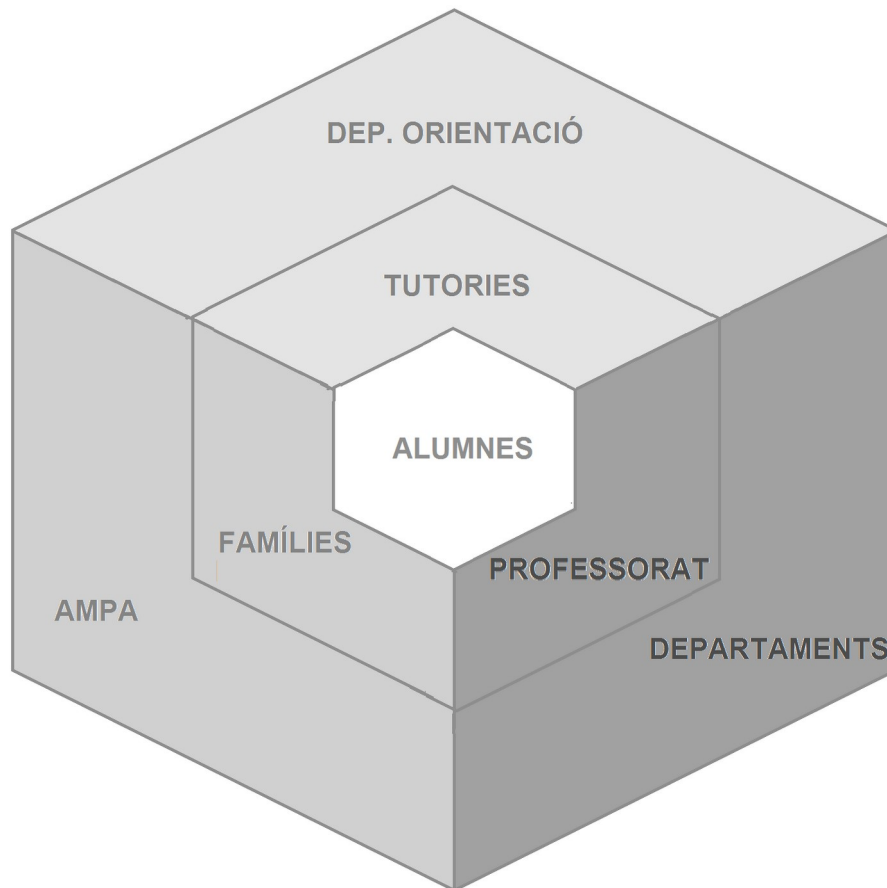 DEP. ORIENTACIÓ
TUTORIES
ALUMNES
FAMÍLIES
PROFESSORAT
AMPA
DEPARTAMENTS